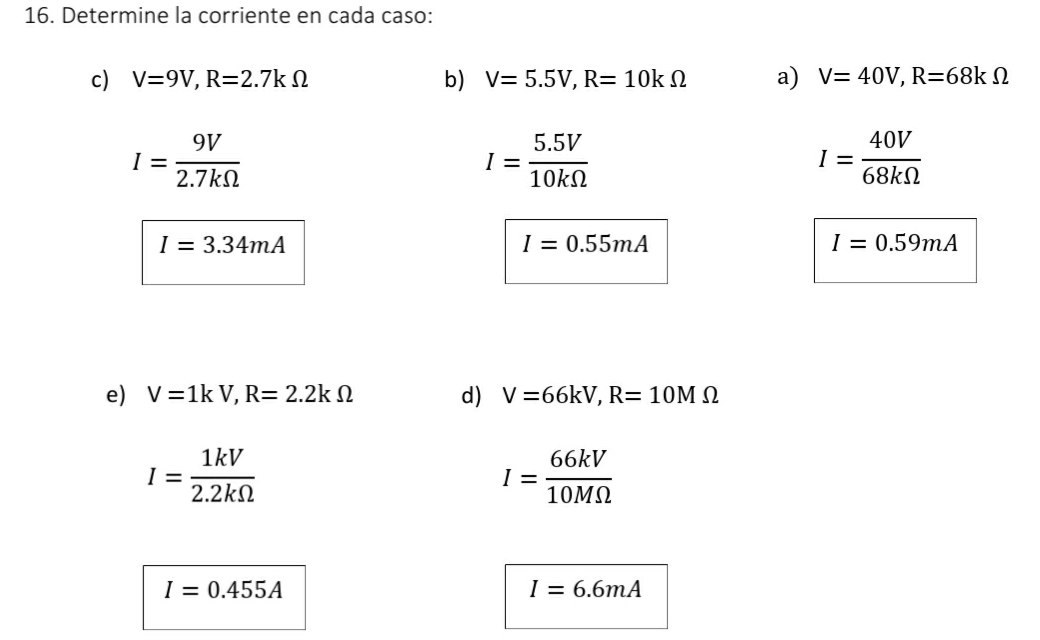 16. Determine la corriente en cada caso:
c) V=9V, R=2.7k Ω
b) V= 5.5V, R= 10k Ω
a) V= 40V, R=68k Ω
I = 9V / 2.7kΩ
I = 5.5V / 10kΩ
I = 40V / 68kΩ
I = 3.34mA
I = 0.55mA
I = 0.59mA
e) V =1k V, R= 2.2k Ω
d) V =66kV, R= 10M Ω
I = 1kV / 2.2kΩ
I = 66kV / 10MΩ
I = 0.455A
I = 6.6mA